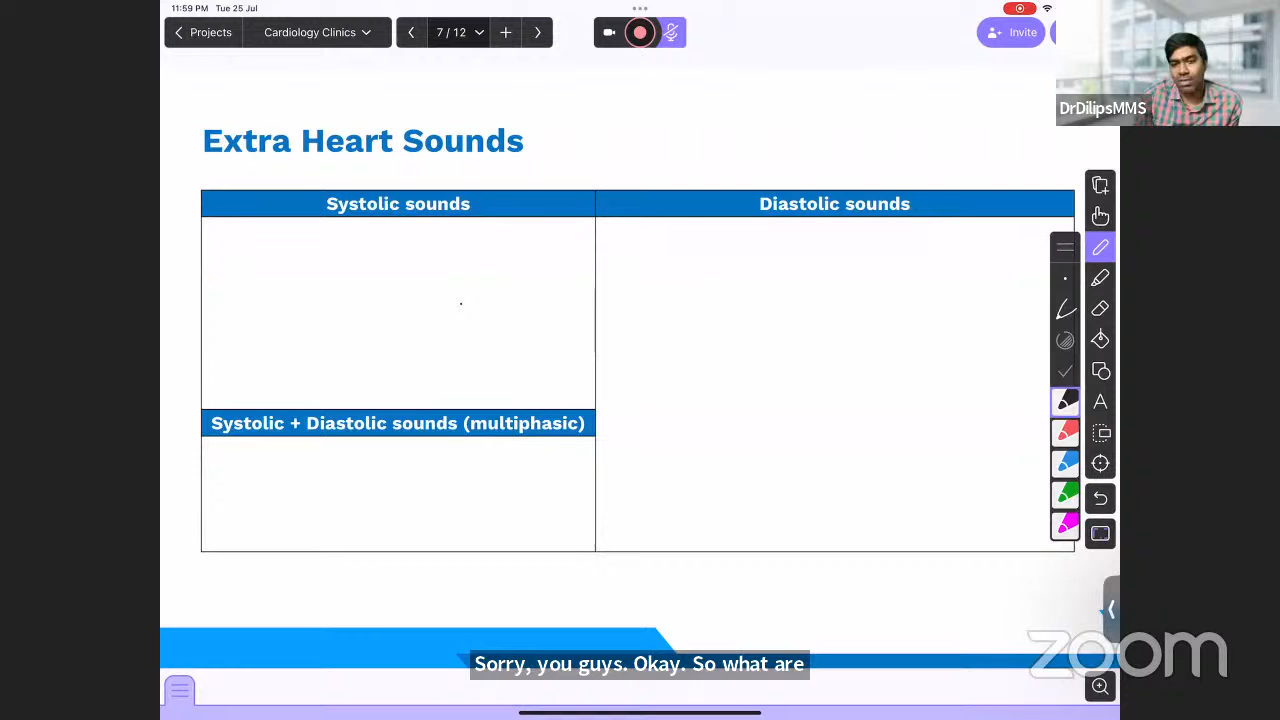 11:59 PM Tue 25 Jul
Projects
Cardiology Clinics
7 / 12
Invite
DrDilipsMMS
Extra Heart Sounds
Systolic sounds
Diastolic sounds
Systolic + Diastolic sounds (multiphasic)
A
Sorry, you guys. Okay. So what are
zoom